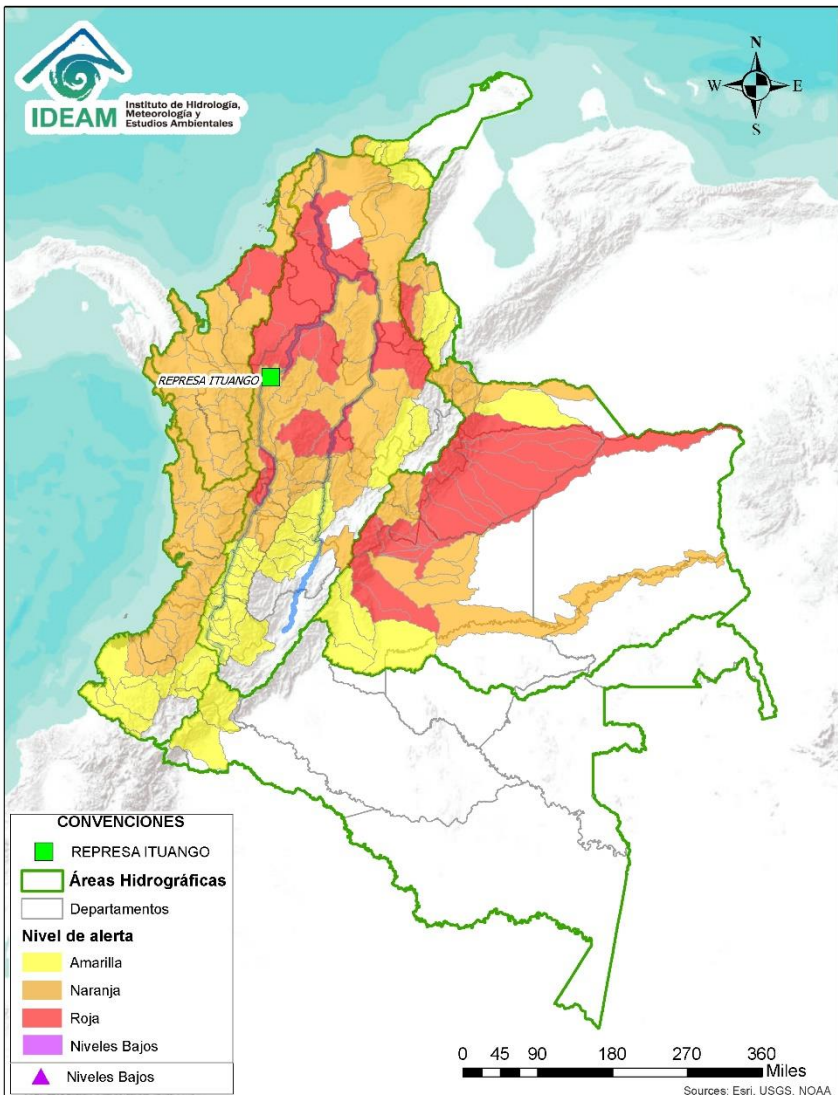 IDEAM
Instituto de Hidrología,
Meteorología y
Estudios Ambientales
N
W
E
S
REPRESA ITUANGO
CONVENCIONES
REPRESA ITUANGO
Áreas Hidrográficas
Departamentos
Nivel de alerta
Amarilla
Naranja
Roja
Niveles Bajos
Niveles Bajos
0 45 90 180 270 360
Miles
Sources: Esri, USGS, NOAA